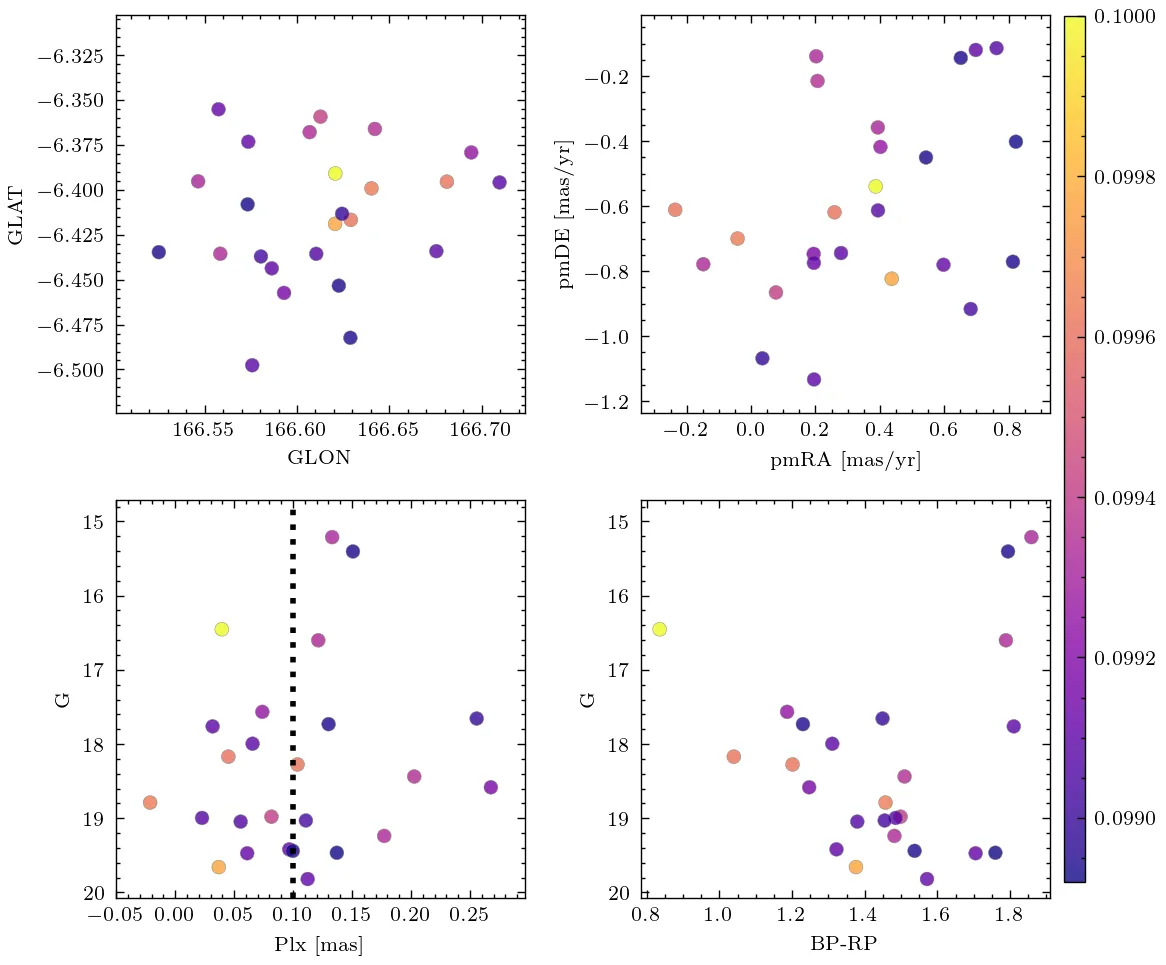 −6.325
−6.350
−6.375
−6.400
−6.425
−6.450
−6.475
−6.500
GLAT
166.55 166.60 166.65 166.70
GLON
−0.2
−0.4
−0.6
−0.8
−1.0
−1.2
pmDE [mas/yr]
−0.2 0.0 0.2 0.4 0.6 0.8
pmRA [mas/yr]
15
16
17
18
19
20
G
−0.05 0.00 0.05 0.10 0.15 0.20 0.25
Plx [mas]
15
16
17
18
19
20
G
0.8 1.0 1.2 1.4 1.6 1.8
BP-RP
0.1000
0.0998
0.0996
0.0994
0.0992
0.0990